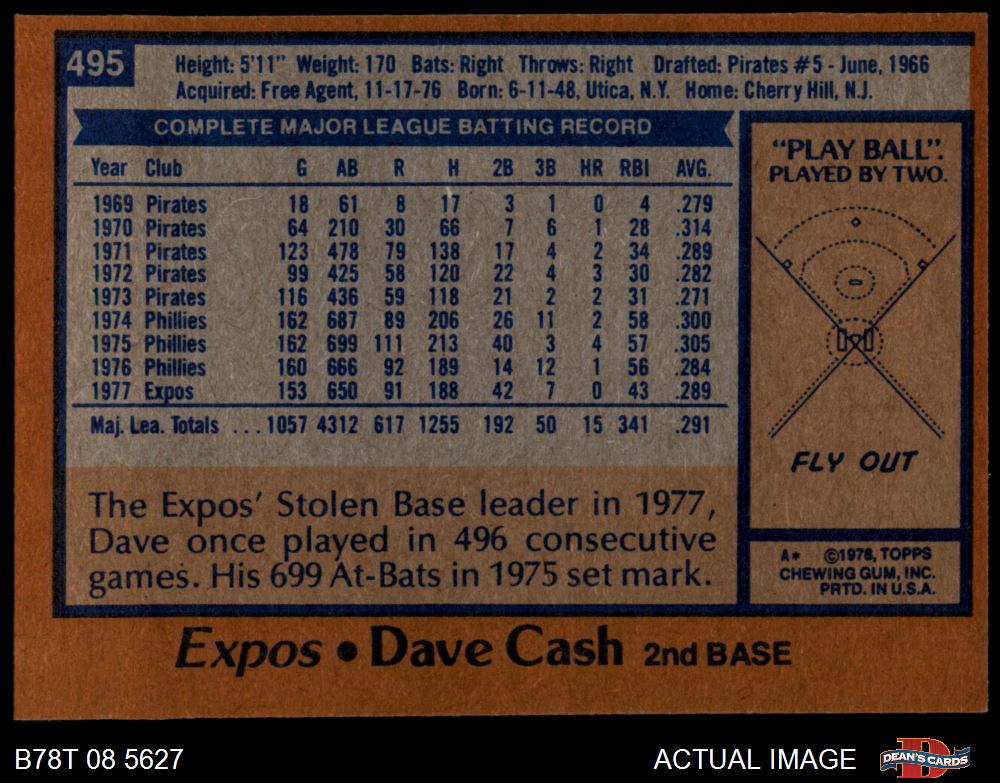 495
Height: 5'11" Weight: 170 Bats: Right Throws: Right Drafted: Pirates #5 - June, 1966
Acquired: Free Agent, 11-17-76 Born: 6-11-48, Utica, N.Y. Home: Cherry Hill, N.J.
COMPLETE MAJOR LEAGUE BATTING RECORD
Year Club G AB R H 2B 3B HR RBI AVG.
1969 Pirates 18 61 8 17 3 1 0 4 .279
1970 Pirates 64 210 30 66 7 6 1 28 .314
1971 Pirates 123 478 79 138 17 4 2 34 .289
1972 Pirates 99 425 58 120 22 4 3 30 .282
1973 Pirates 116 436 59 118 21 2 2 31 .271
1974 Phillies 162 687 89 206 26 11 2 58 .300
1975 Phillies 162 699 111 213 40 3 4 57 .305
1976 Phillies 160 666 92 189 14 12 1 56 .284
1977 Expos 153 650 91 188 42 7 0 43 .289
Maj. Lea. Totals ... 1057 4312 617 1255 192 50 15 341 .291
The Expos' Stolen Base leader in 1977,
Dave once played in 496 consecutive
games. His 699 At-Bats in 1975 set mark.
"PLAY BALL".
PLAYED BY TWO.
FLY OUT
A* ©1978, TOPPS
CHEWING GUM, INC.
PRTD. IN U.S.A.
Expos • Dave Cash 2nd BASE
B78T 08 5627
ACTUAL IMAGE
D
DEAN'S CARDS